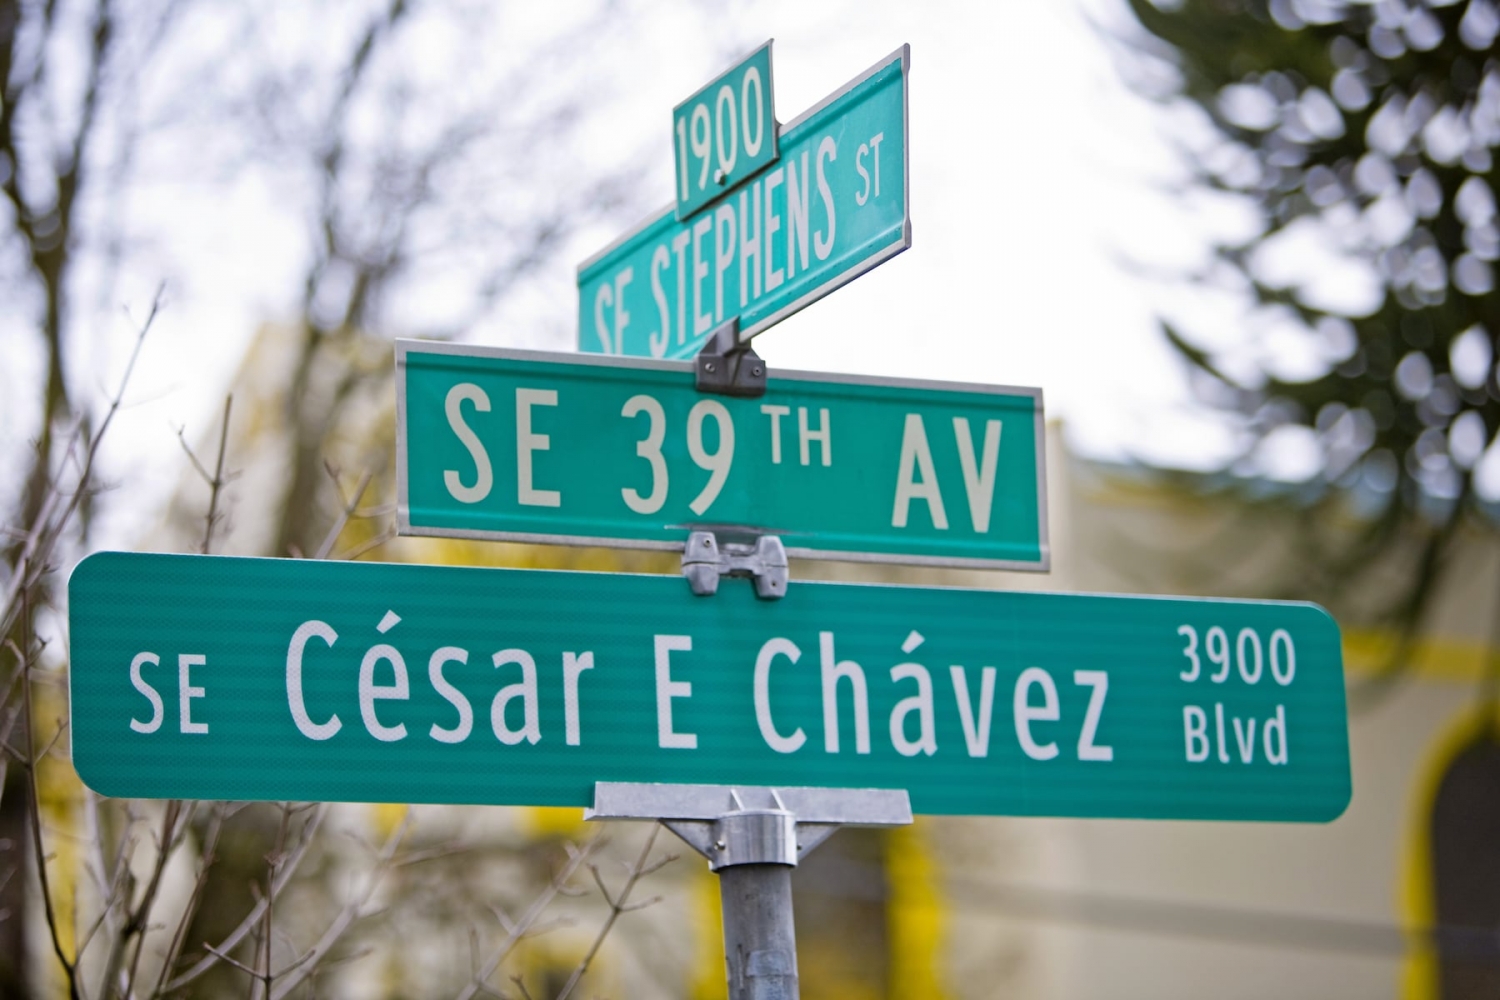 1900
SE STEPHENS ST
SE 39TH AV
SE César E Chávez 3900 Blvd